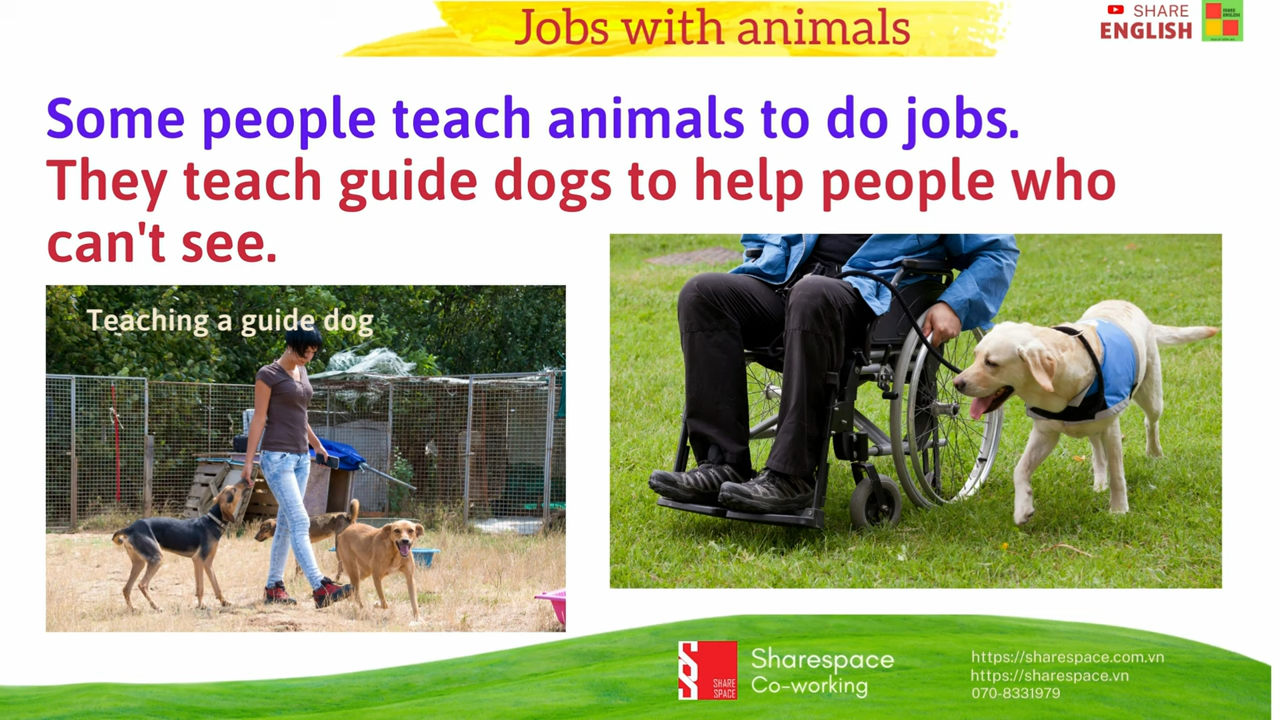 Jobs with animals
SHARE
ENGLISH
Some people teach animals to do jobs.
They teach guide dogs to help people who
can't see.
Teaching a guide dog
SHARE
SPACE
Sharespace
Co-working
https://sharespace.com.vn
https://sharespace.vn
070-8331979